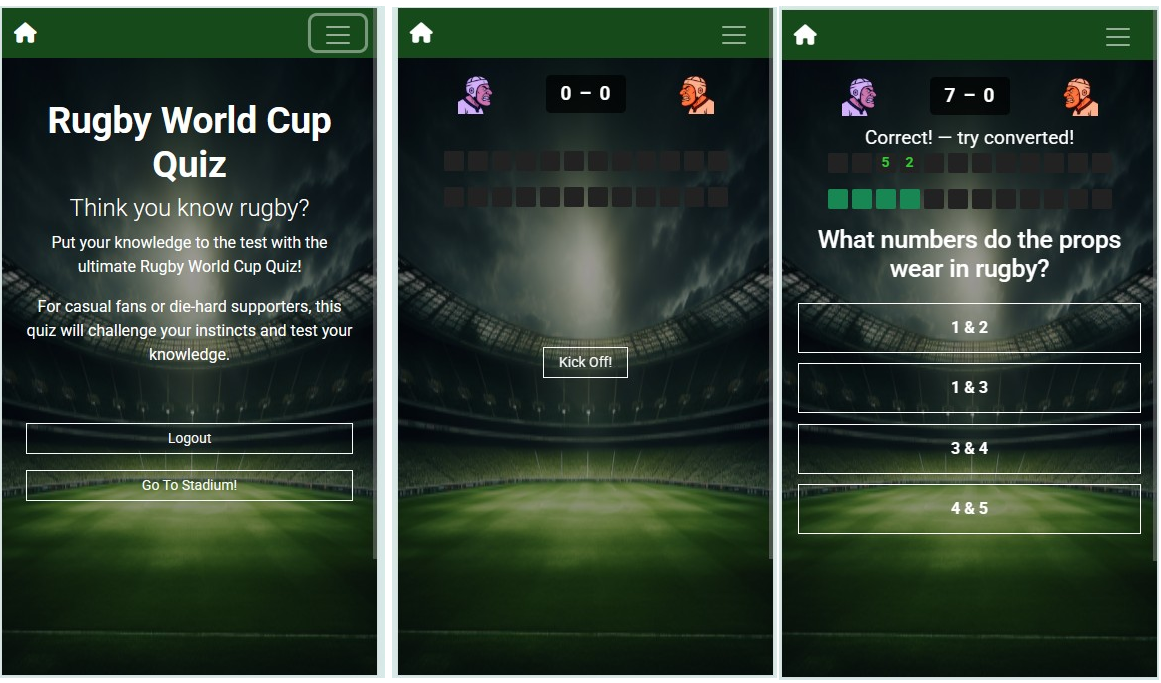 Rugby World Cup
Quiz
Think you know rugby?
Put your knowledge to the test with the
ultimate Rugby World Cup Quiz!
For casual fans or die-hard supporters, this
quiz will challenge your instincts and test your
knowledge.
Logout
Go To Stadium!
0 – 0
Kick Off!
7 – 0
Correct! — try converted!
5 2
What numbers do the props
wear in rugby?
1 & 2
1 & 3
3 & 4
4 & 5